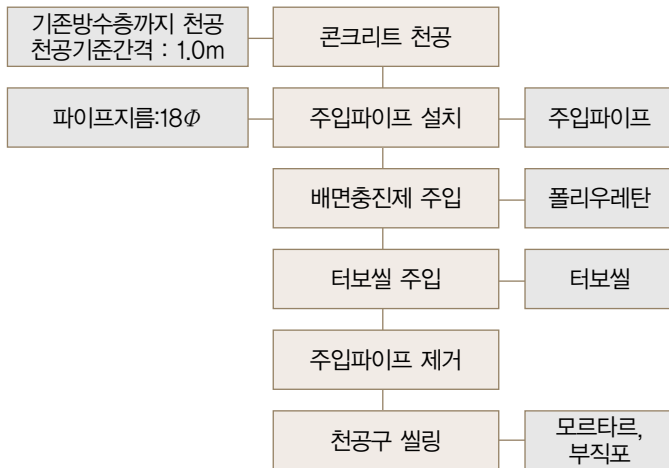 기존방수층까지 천공
천공기준간격 : 1.0m
콘크리트 천공
파이프지름:18Φ
주입파이프 설치
주입파이프
배면충진제 주입
폴리우레탄
터보씰 주입
터보씰
주입파이프 제거
천공구 씰링
모르타르,
부직포